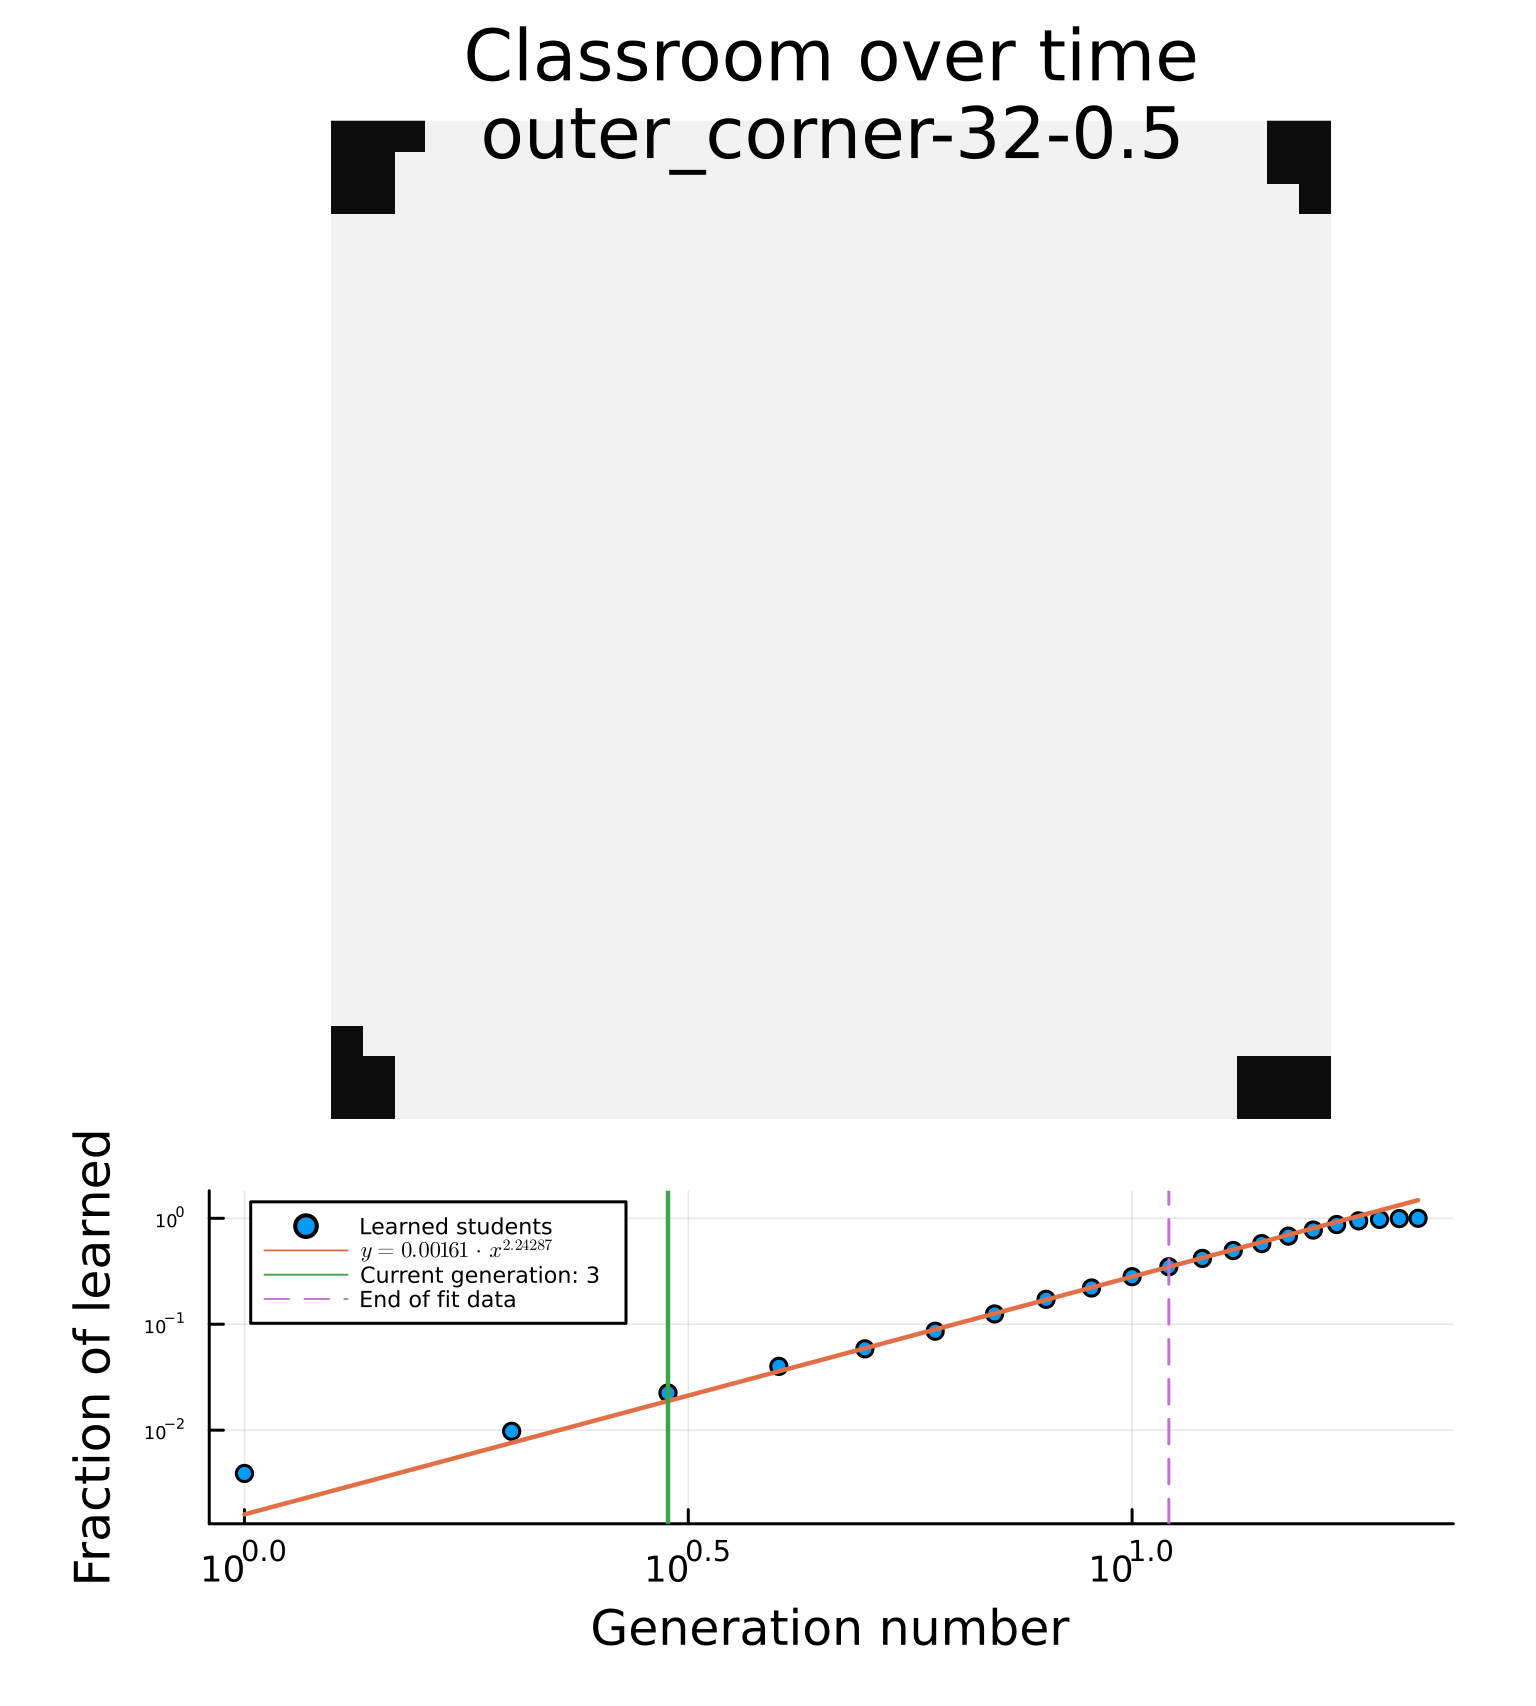 Classroom over time
outer_corner-32-0.5
Fraction of learned
10^0
10^−1
10^−2
Learned students
y = 0.00161 · x^2.24287
Current generation: 3
End of fit data
10^0.0
10^0.5
10^1.0
Generation number